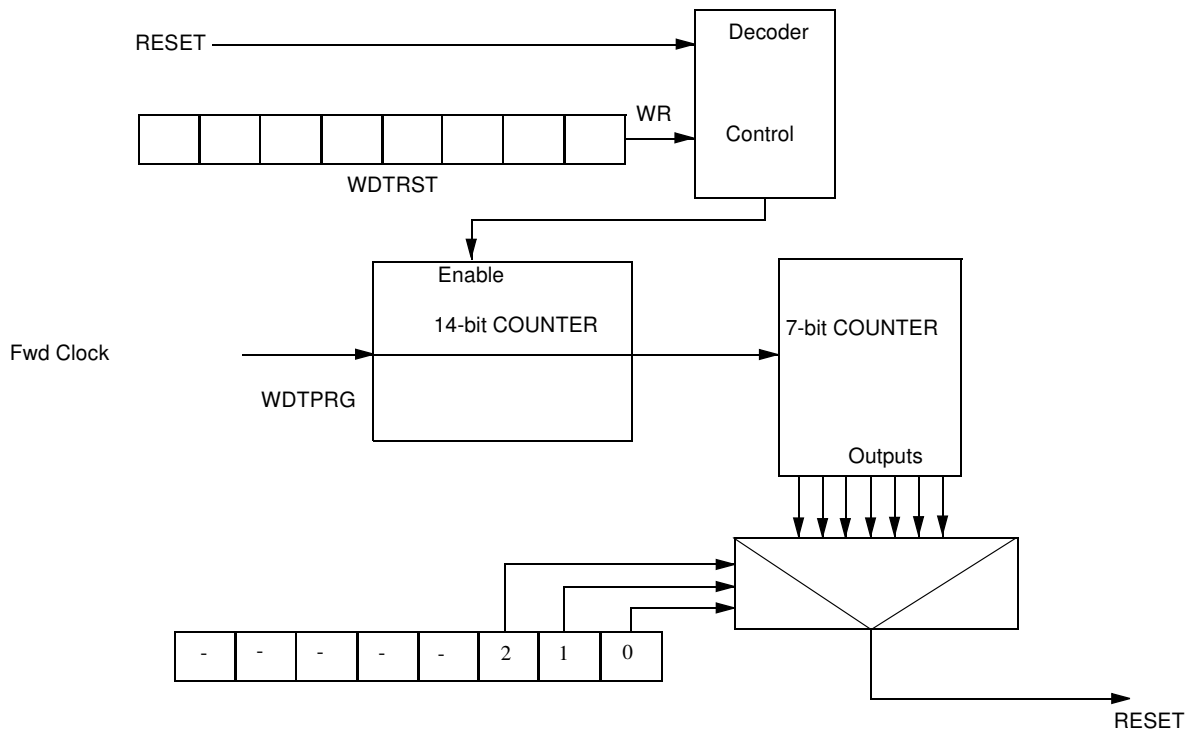 Decoder
RESET
WR
Control
WDTRST
Enable
14-bit COUNTER
7-bit COUNTER
Fwd Clock
WDTPRG
Outputs
- - - - - 2 1 0
RESET